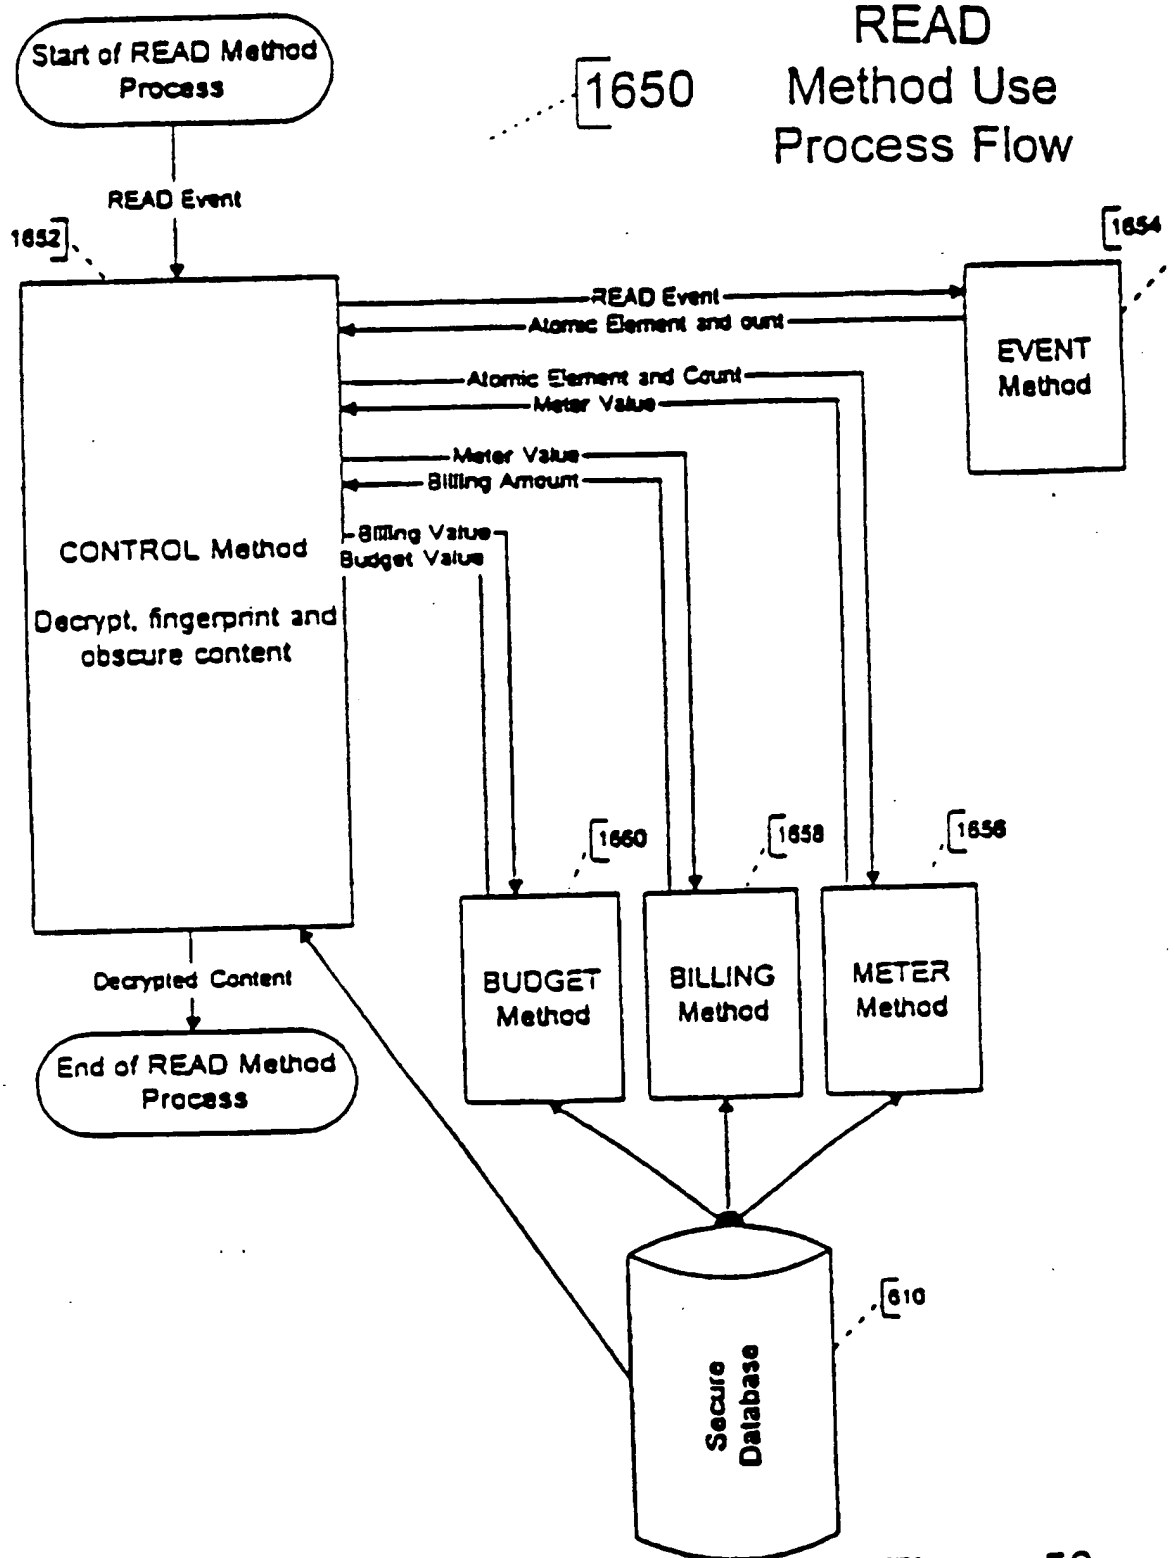 READ
Method Use
Process Flow
1650
Start of READ Method
Process
READ Event
1652
1654
READ Event
Atomic Element and ount
EVENT
Method
Atomic Element and Count
Meter Value
Meter Value
Billing Amount
Billing Value
Budget Value
CONTROL Method
Decrypt, fingerprint and
obscure content
1660
1658
1656
BUDGET
Method
BILLING
Method
METER
Method
Decrypted Content
End of READ Method
Process
610
Secure
Database